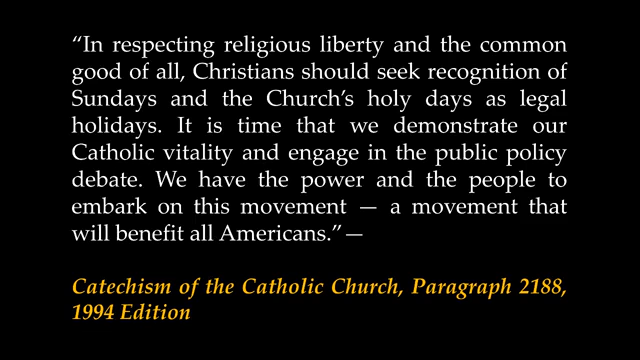 “In respecting religious liberty and the common
good of all, Christians should seek recognition of
Sundays and the Church’s holy days as legal
holidays. It is time that we demonstrate our
Catholic vitality and engage in the public policy
debate. We have the power and the people to
embark on this movement — a movement that
will benefit all Americans.”—
Catechism of the Catholic Church, Paragraph 2188,
1994 Edition